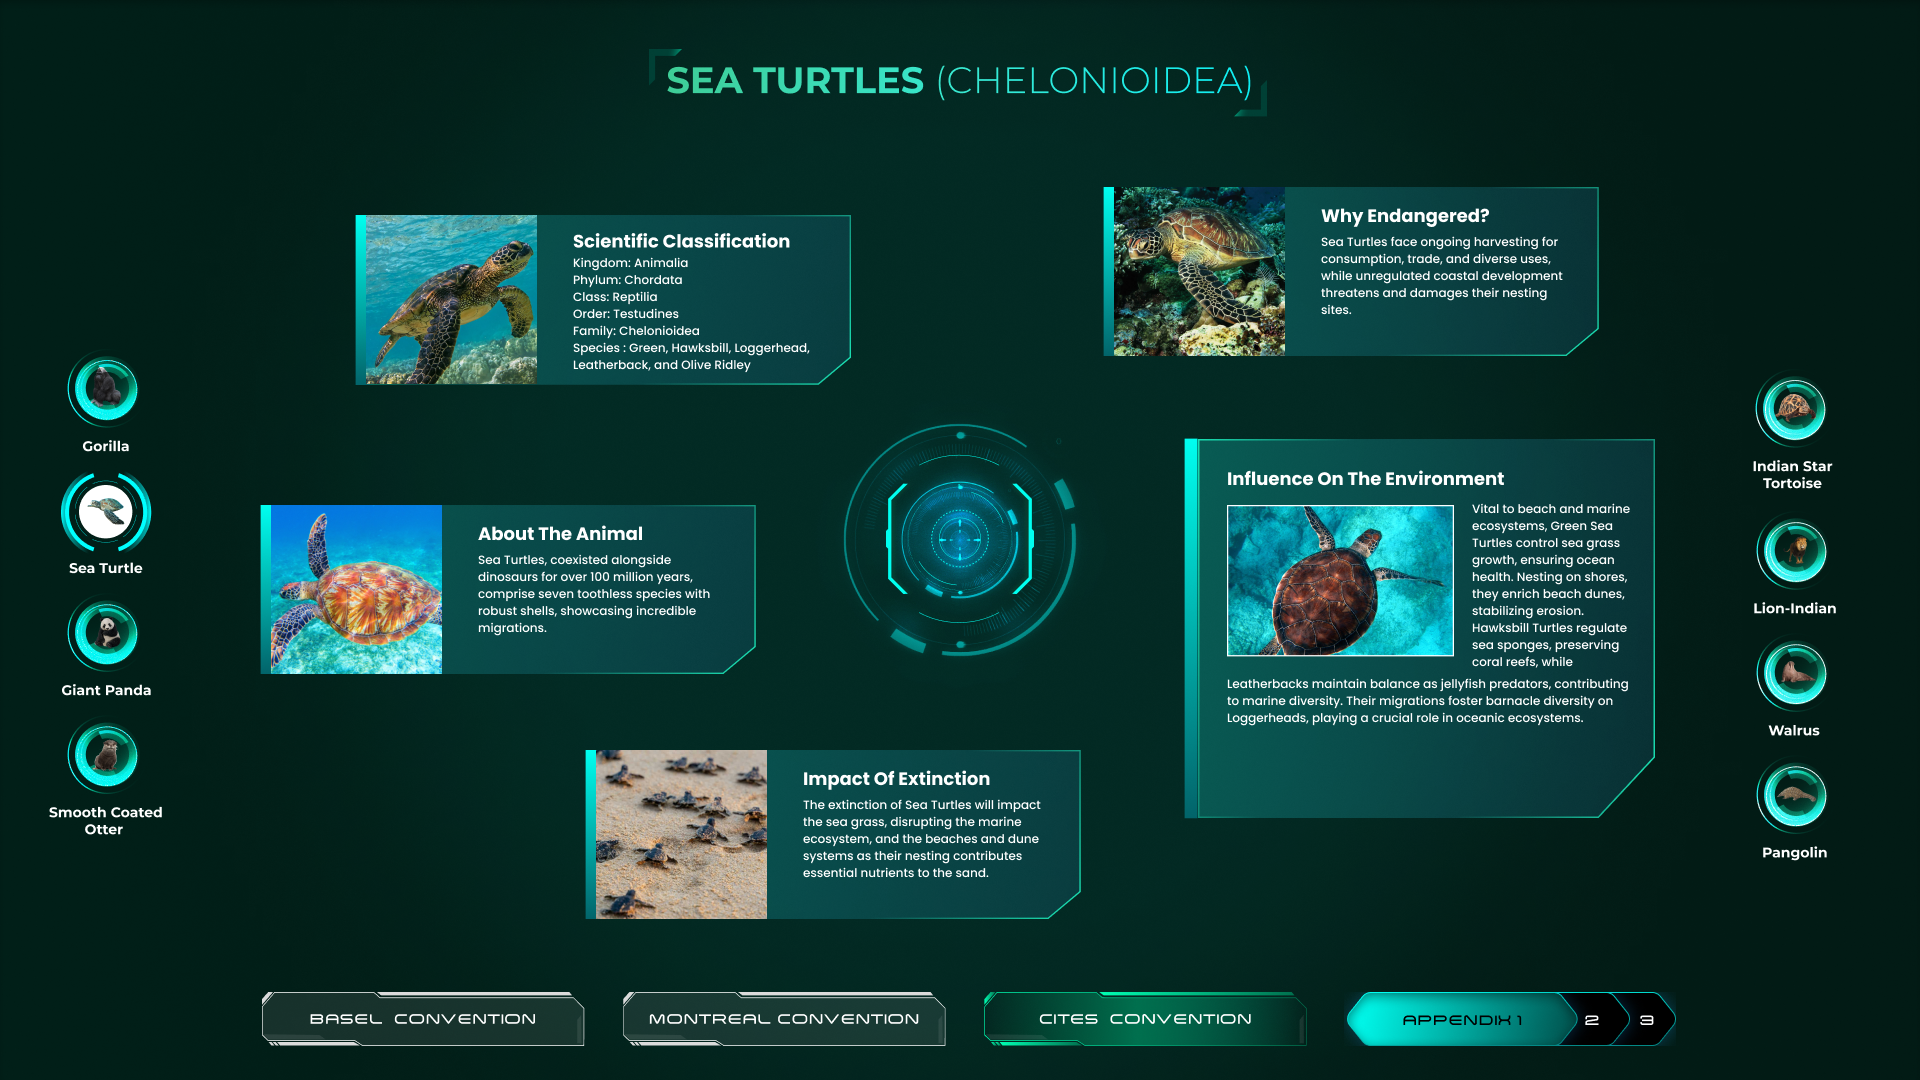 SEA TURTLES (CHELONIOIDEA)
Scientific Classification
Kingdom: Animalia
Phylum: Chordata
Class: Reptilia
Order: Testudines
Family: Chelonioidea
Species : Green, Hawksbill, Loggerhead,
Leatherback, and Olive Ridley
Why Endangered?
Sea Turtles face ongoing harvesting for
consumption, trade, and diverse uses,
while unregulated coastal development
threatens and damages their nesting
sites.
Gorilla
Sea Turtle
Giant Panda
Smooth Coated
Otter
About The Animal
Sea Turtles, coexisted alongside
dinosaurs for over 100 million years,
comprise seven toothless species with
robust shells, showcasing incredible
migrations.
Influence On The Environment
Vital to beach and marine
ecosystems, Green Sea
Turtles control sea grass
growth, ensuring ocean
health. Nesting on shores,
they enrich beach dunes,
stabilizing erosion.
Hawksbill Turtles regulate
sea sponges, preserving
coral reefs, while
Leatherbacks maintain balance as jellyfish predators, contributing
to marine diversity. Their migrations foster barnacle diversity on
Loggerheads, playing a crucial role in oceanic ecosystems.
Indian Star
Tortoise
Lion-Indian
Walrus
Pangolin
Impact Of Extinction
The extinction of Sea Turtles will impact
the sea grass, disrupting the marine
ecosystem, and the beaches and dune
systems as their nesting contributes
essential nutrients to the sand.
BASEL CONVENTION
MONTREAL CONVENTION
CITES CONVENTION
APPENDIX 1
2
3